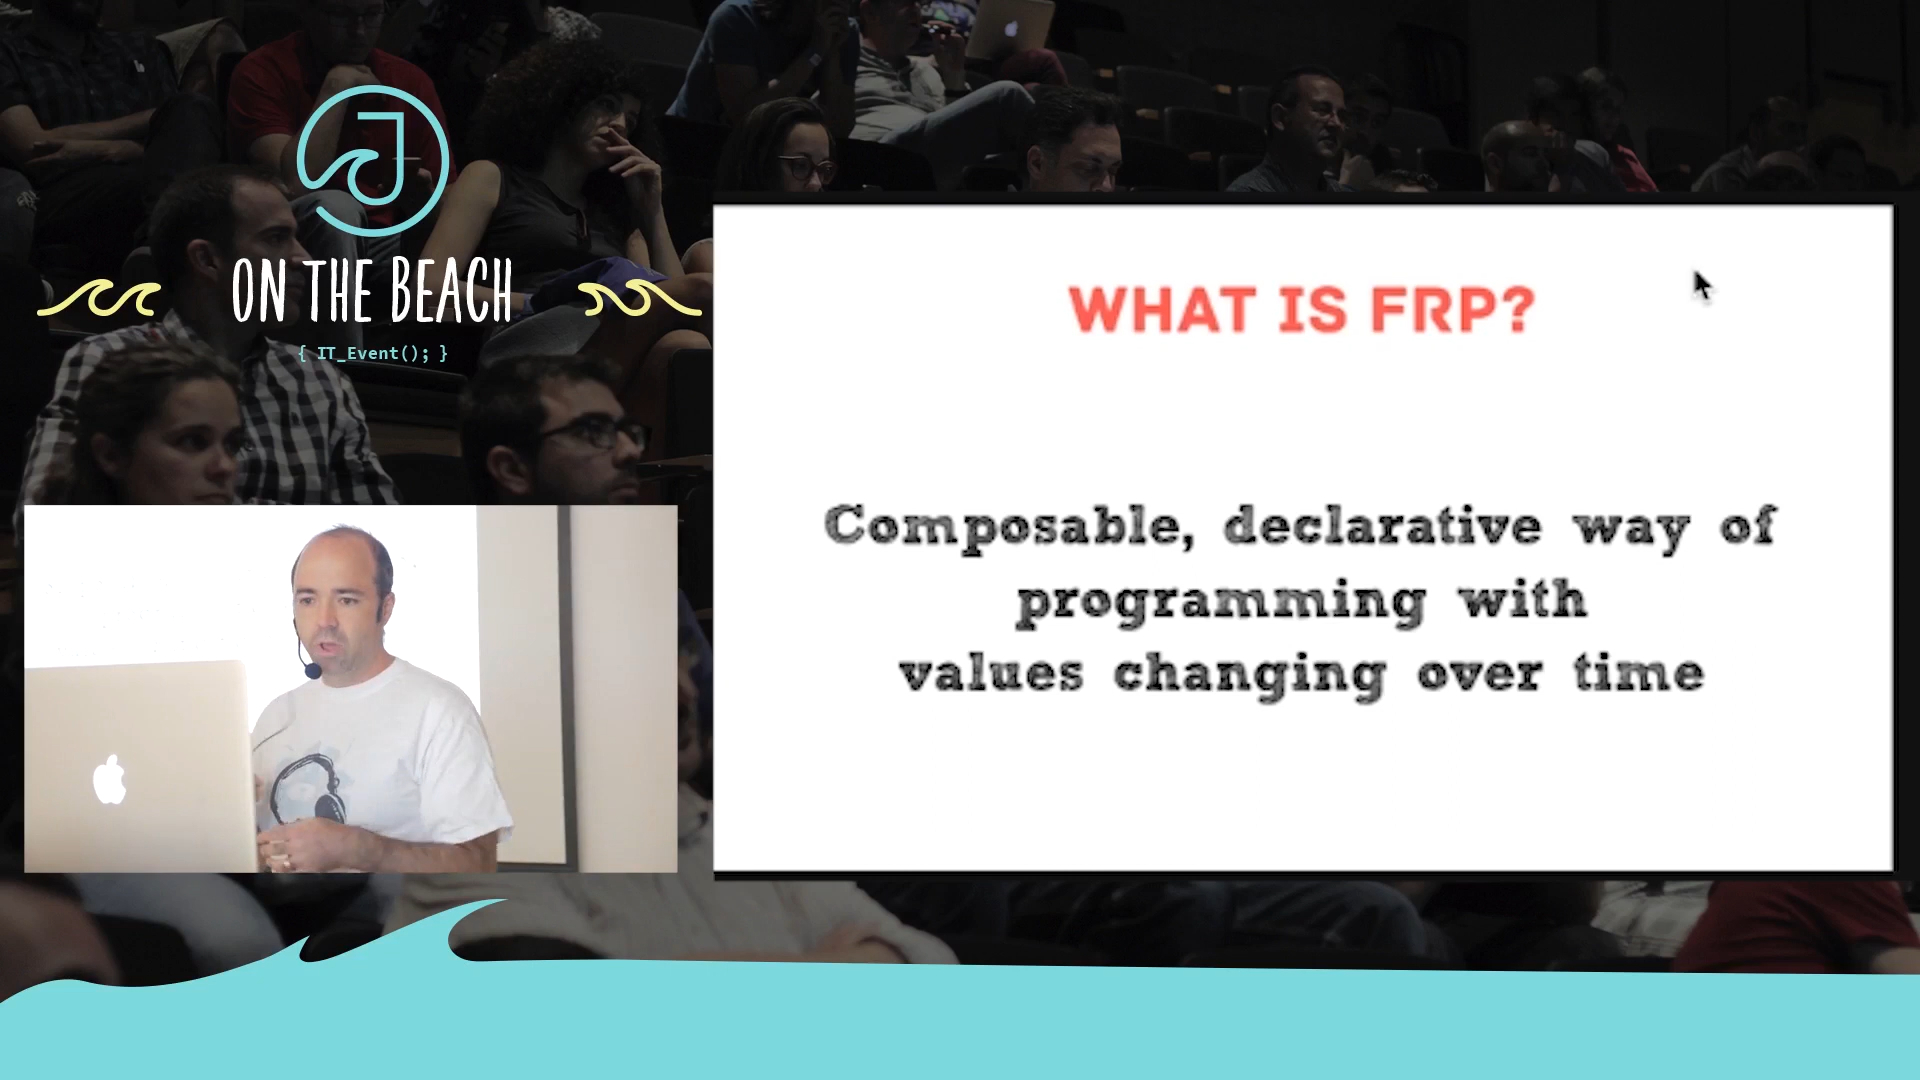 J
ON THE BEACH
{ IT_Event(); }
WHAT IS FRP?
Composable, declarative way of
programming with
values changing over time